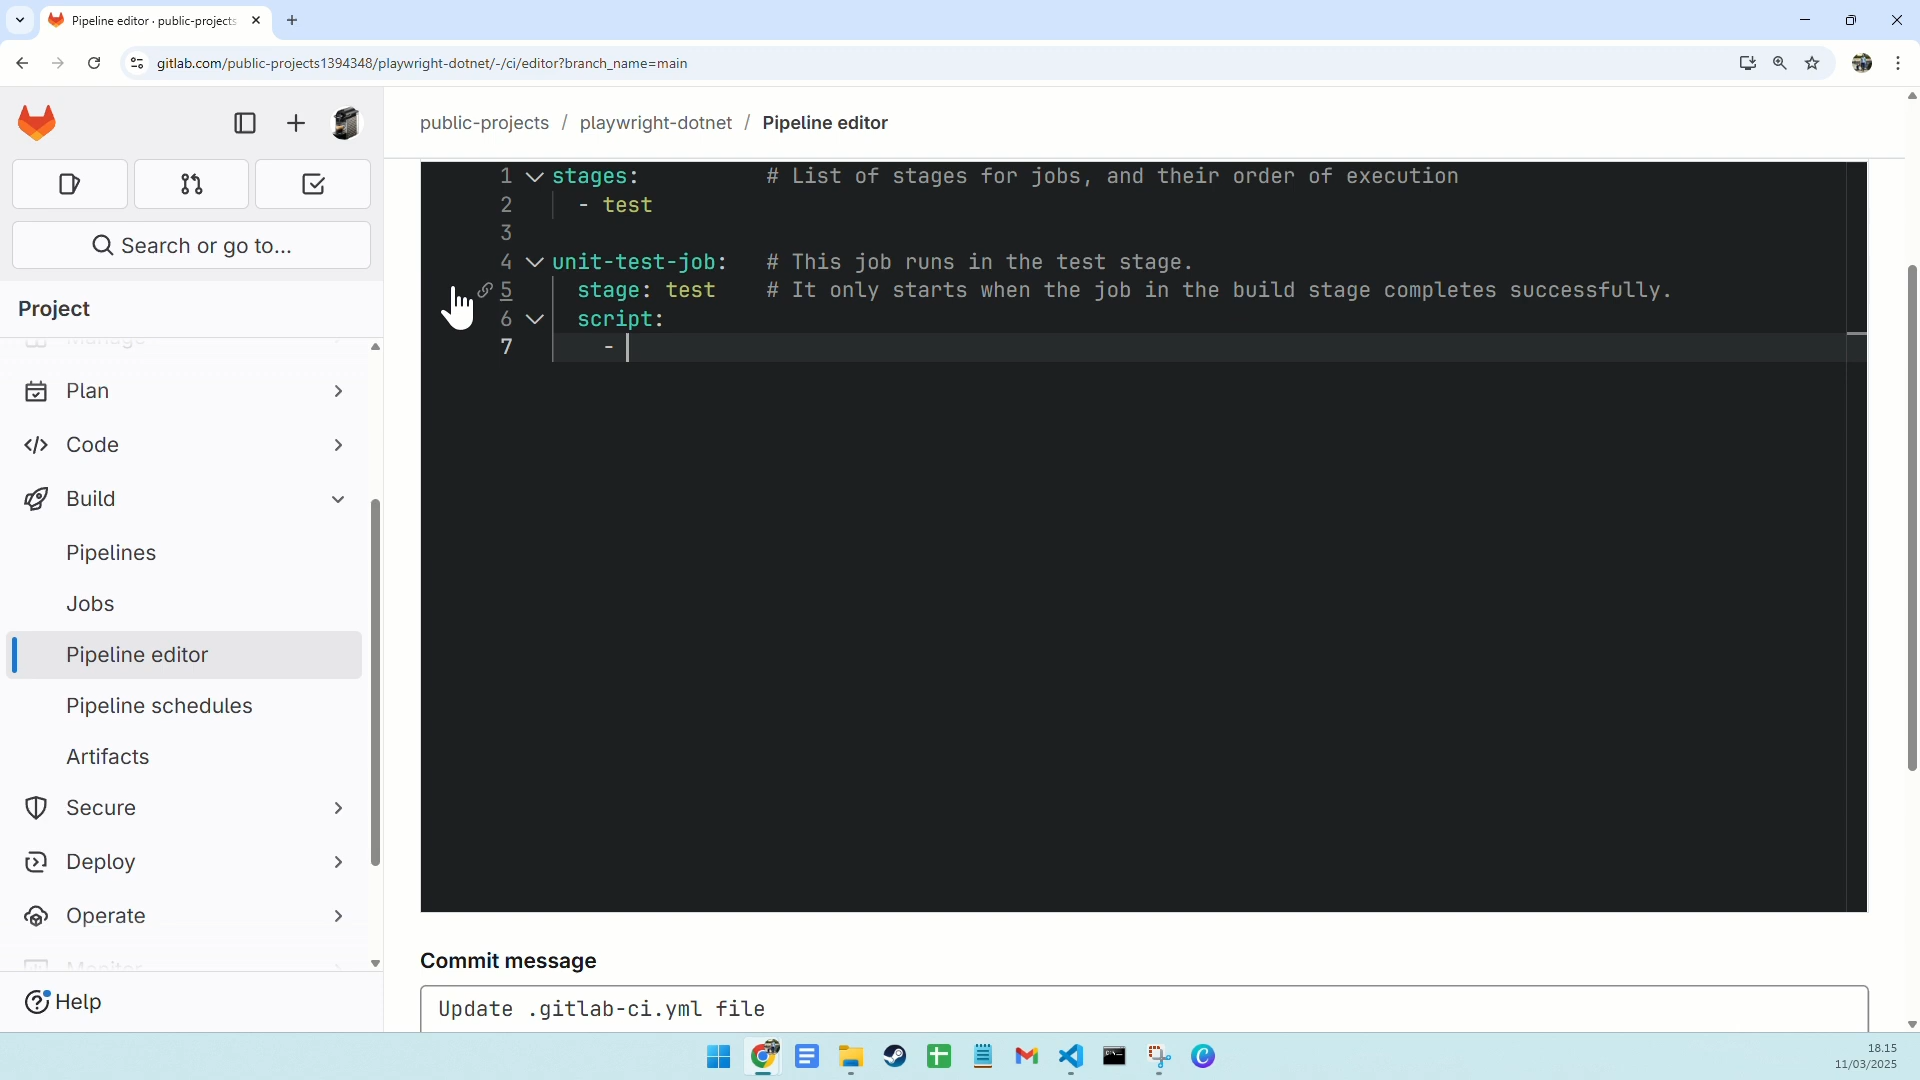 Pipeline editor · public-projects
gitlab.com/public-projects1394348/playwright-dotnet/-/ci/editor?branch_name=main
public-projects / playwright-dotnet / Pipeline editor
Search or go to...
Project
Manage
Plan
Code
Build
Pipelines
Jobs
Pipeline editor
Pipeline schedules
Artifacts
Secure
Deploy
Operate
Monitor
Help
1 stages: # List of stages for jobs, and their order of execution
2 - test
3
4 unit-test-job: # This job runs in the test stage.
5 stage: test # It only starts when the job in the build stage completes successfully.
6 script:
7 -
Commit message
Update .gitlab-ci.yml file
18.15
11/03/2025